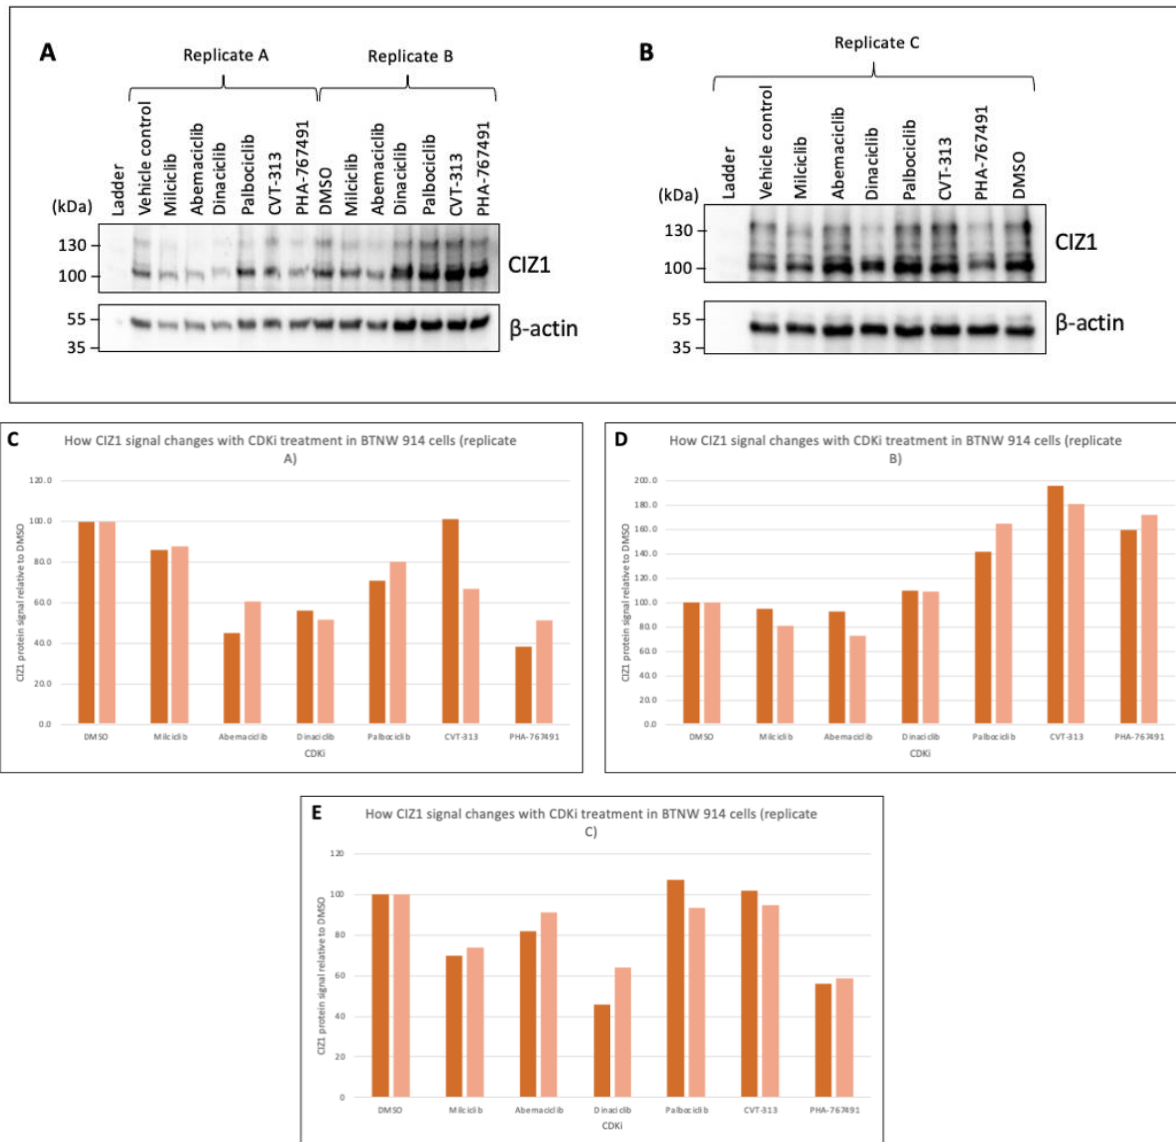 A
Replicate A
Replicate B
(kDa)
Ladder
Vehicle control
Milciclib
Abemaciclib
Dinaciclib
Palbociclib
CVT-313
PHA-767491
DMSO
Milciclib
Abemaciclib
Dinaciclib
Palbociclib
CVT-313
PHA-767491
130
100
CIZ1
55
35
β-actin
B
Replicate C
(kDa)
Ladder
Vehicle control
Milciclib
Abemaciclib
Dinaciclib
Palbociclib
CVT-313
PHA-767491
DMSO
130
100
CIZ1
55
35
β-actin
C
How CIZ1 signal changes with CDKi treatment in BTNW 914 cells (replicate
A)
CIZ1 protein signal relative to DMSO
120.0
100.0
80.0
60.0
40.0
20.0
0.0
DMSO Milciclib Abemaciclib Dinaciclib Palbociclib CVT-313 PHA-767491
CDKi
D
How CIZ1 signal changes with CDKi treatment in BTNW 914 cells (replicate
B)
CIZ1 protein signal relative to DMSO
200.0
180.0
160.0
140.0
120.0
100.0
80.0
60.0
40.0
20.0
0.0
DMSO Milciclib Abemaciclib Dinaciclib Palbociclib CVT-313 PHA-767491
CDKi
E
How CIZ1 signal changes with CDKi treatment in BTNW 914 cells (replicate
C)
CIZ1 protein signal relative to DMSO
120
100
80
60
40
20
0
DMSO Milciclib Abemaciclib Dinaciclib Palbociclib CVT-313 PHA-767491
CDKi